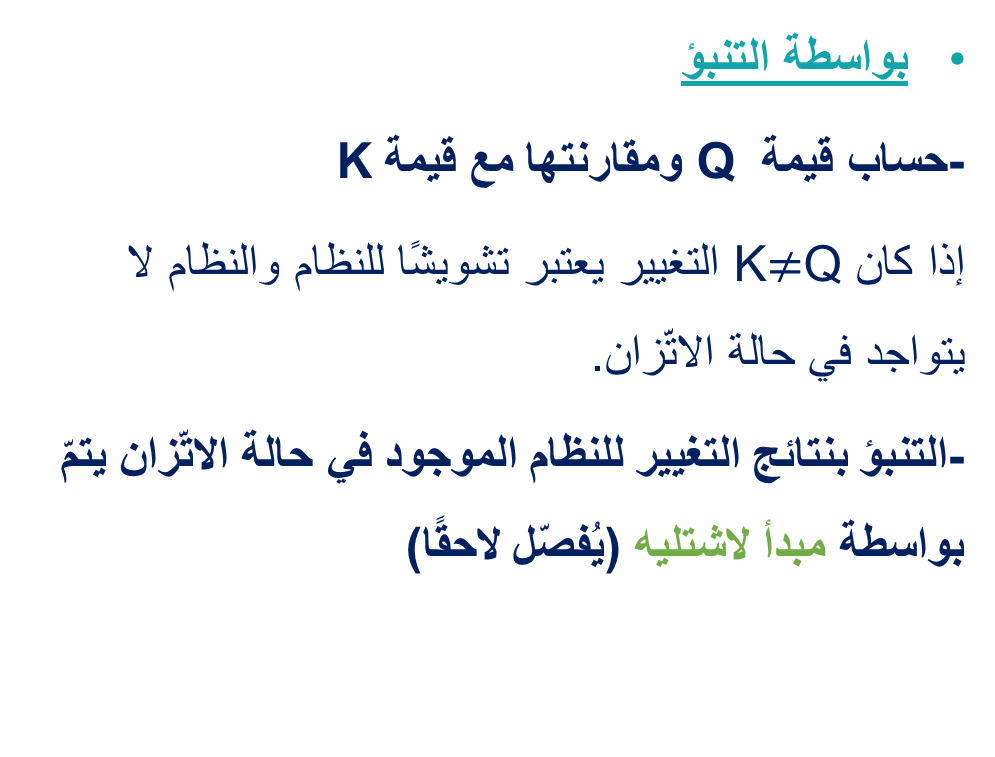 • بواسطة التنبؤ
-حساب قيمة Q ومقارنتها مع قيمة K
إذا كان K≠Q التغيير يعتبر تشويشًا للنظام والنظام لا
يتواجد في حالة الاتّزان.
-التنبؤ بنتائج التغيير للنظام الموجود في حالة الاتّزان يتمّ
بواسطة مبدأ لاشتليه (يُفصّل لاحقًا)